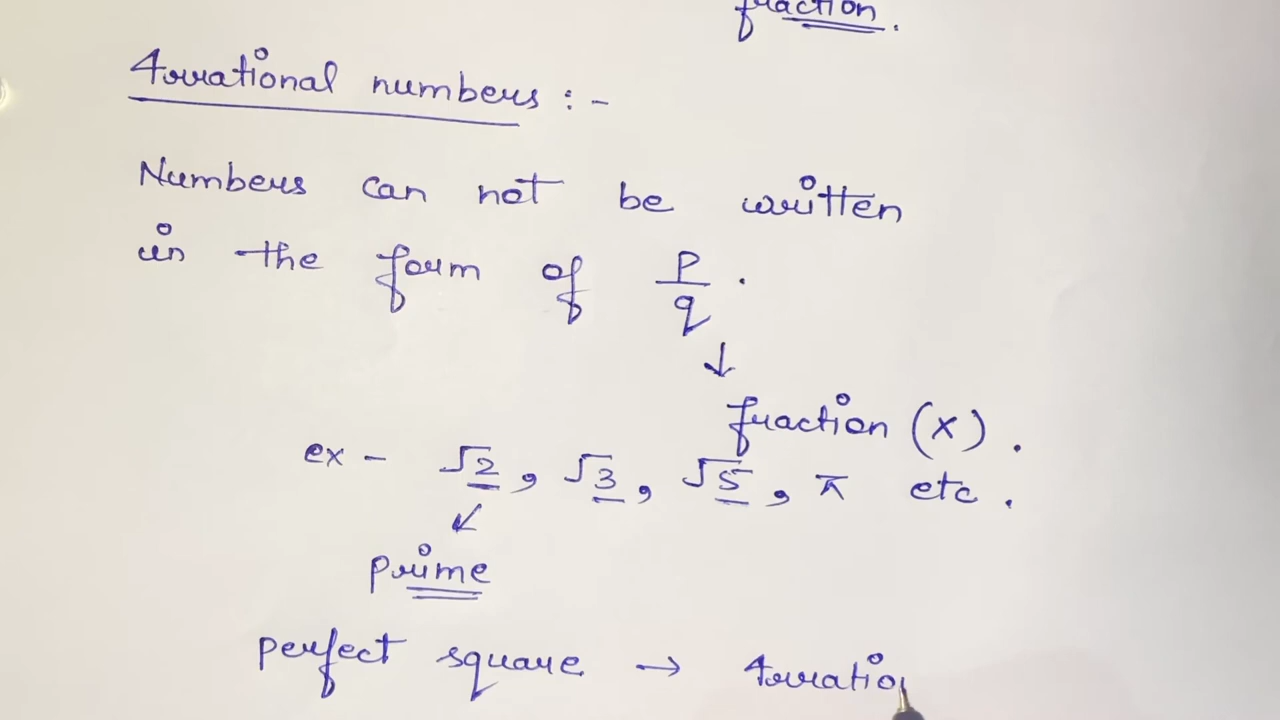 fraction.
Irrational numbers :-
Numbers can not be written
in the form of p/q .
↓
fraction (x) .
ex - √2 , √3 , √5 , π etc .
↙
prime
perfect square → Irratio